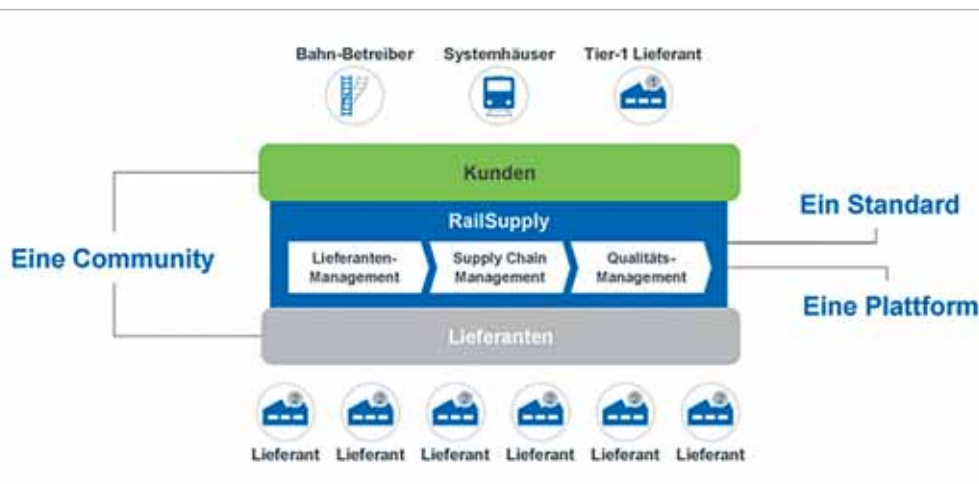 Bahn-Betreiber Systemhäuser Tier-1 Lieferant
Kunden
RailSupply
Ein Standard
Eine Community
Lieferanten-
Management
Supply Chain
Management
Qualitäts-
Management
Eine Plattform
Lieferanten
Lieferant Lieferant Lieferant Lieferant Lieferant Lieferant